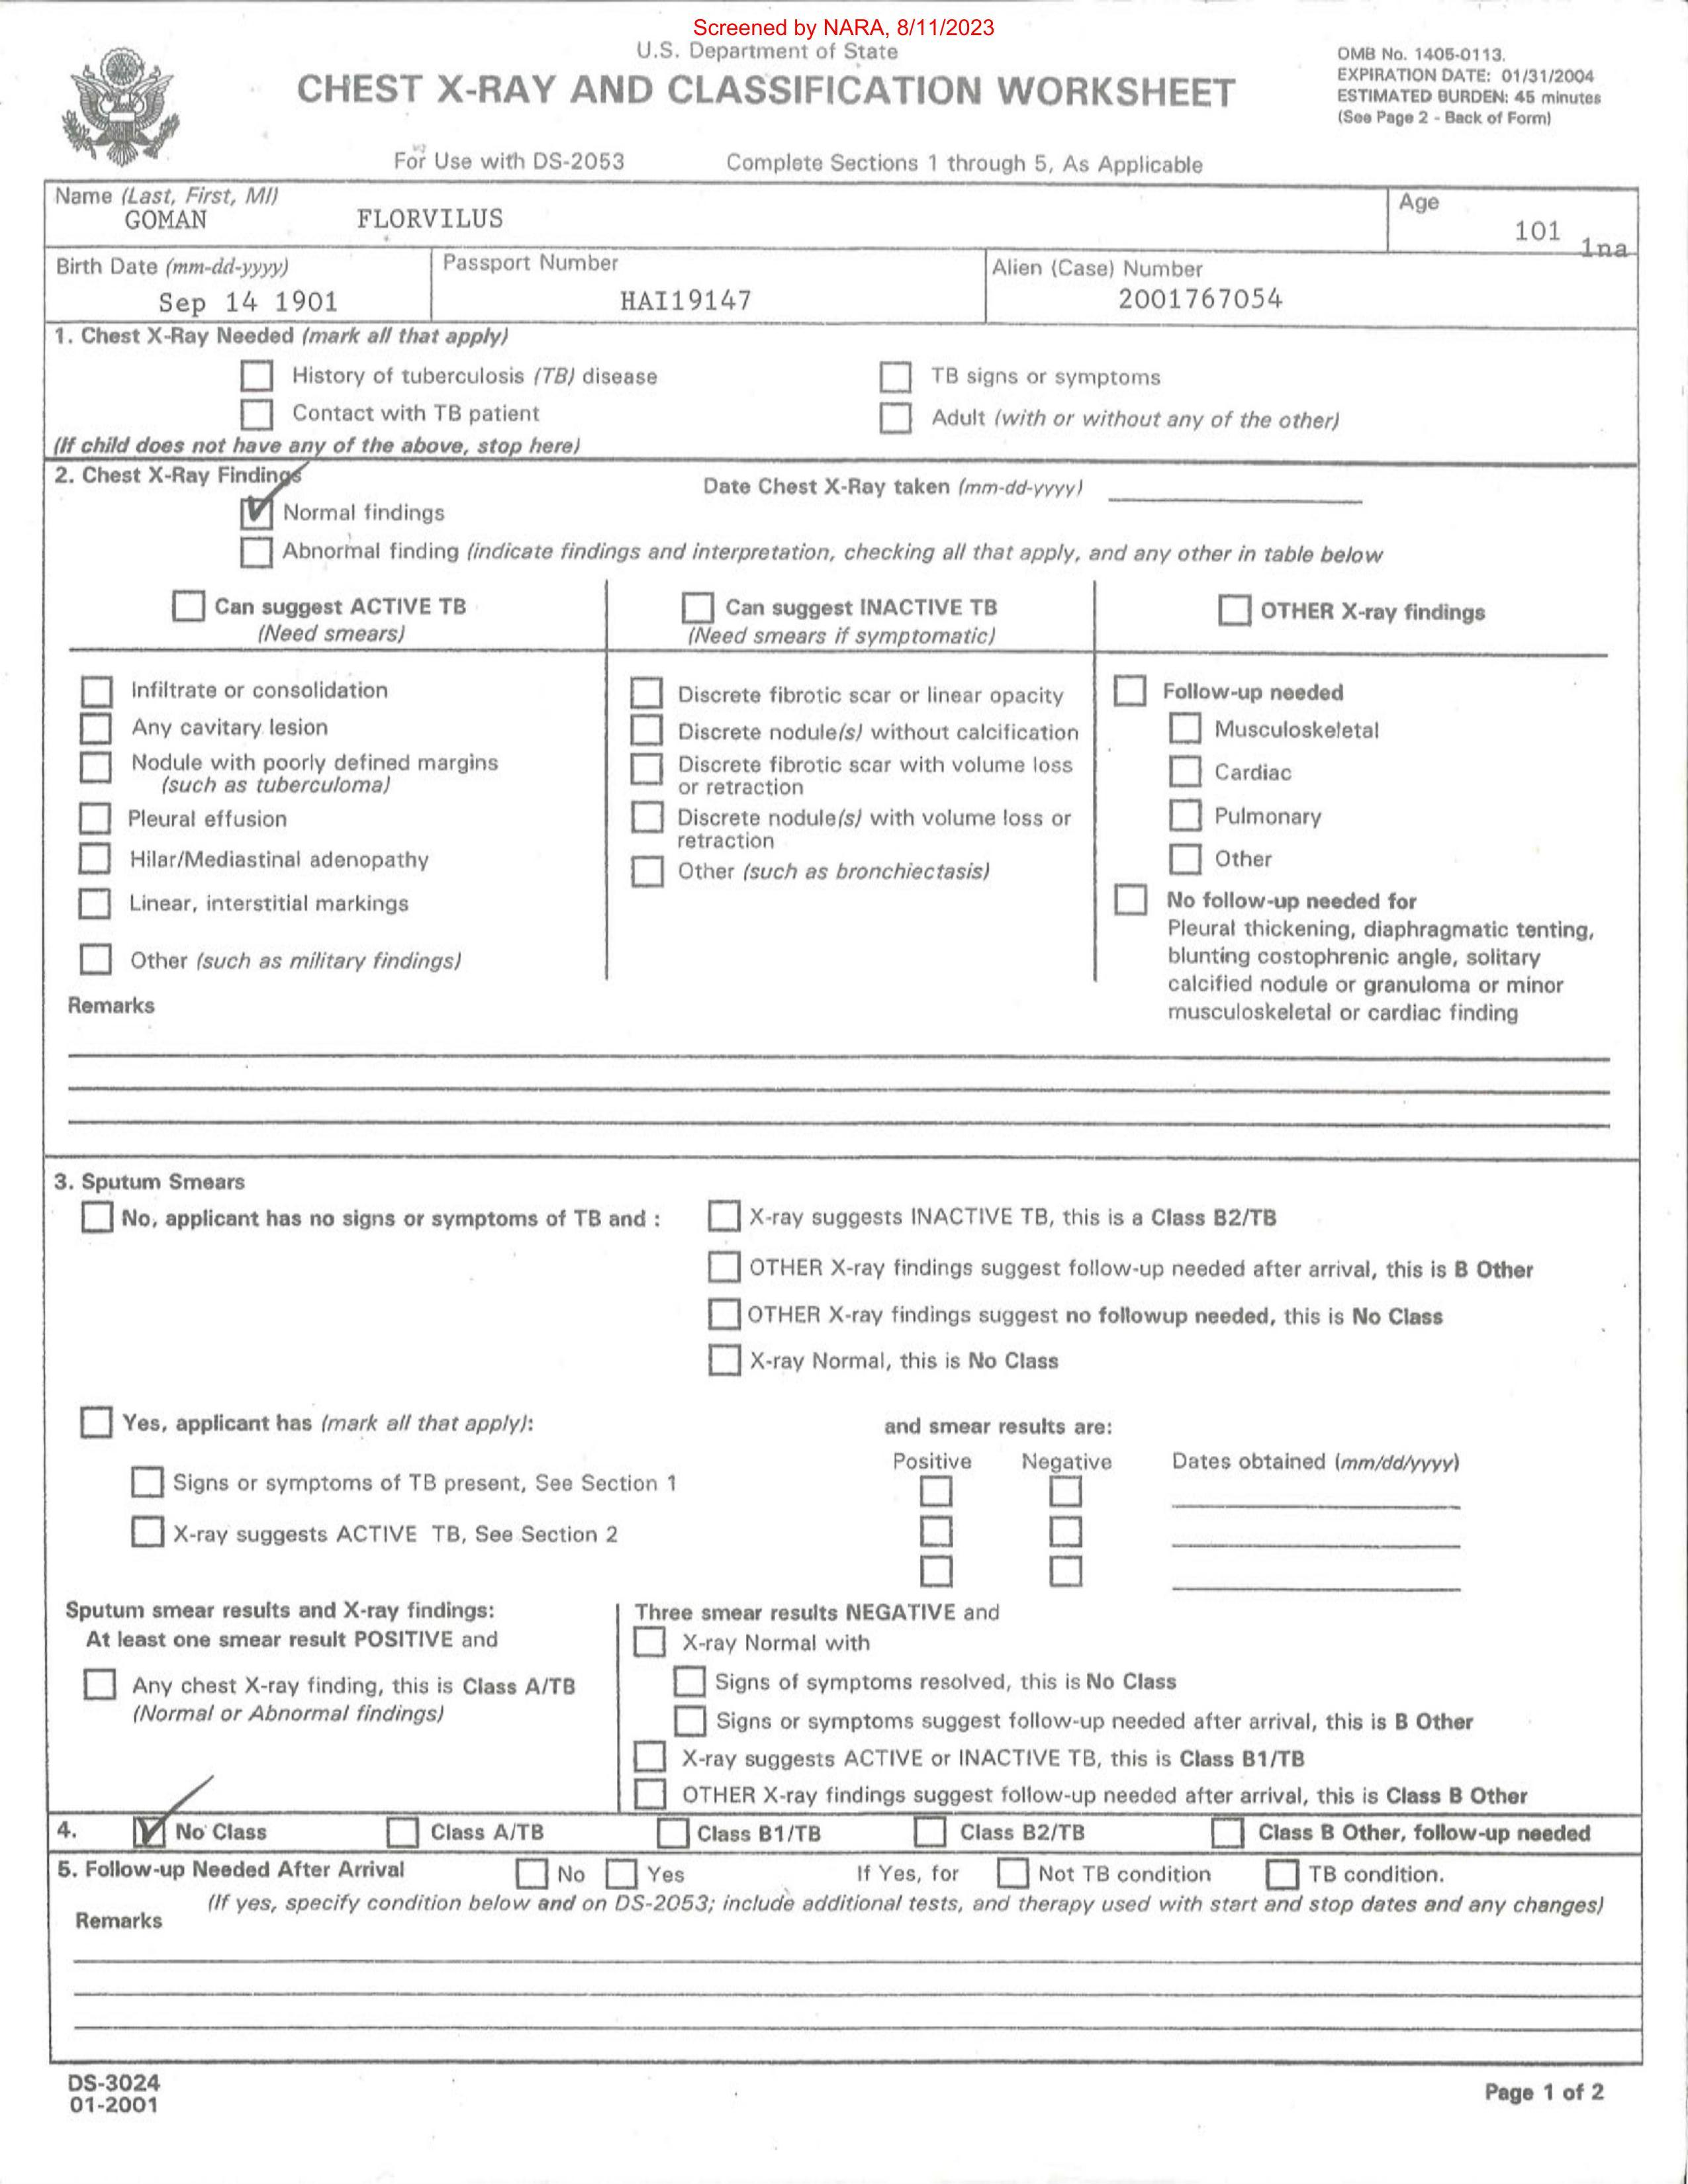 Screened by NARA, 8/11/2023
U.S. Department of State
CHEST X-RAY AND CLASSIFICATION WORKSHEET
OMB No. 1405-0113.
EXPIRATION DATE: 01/31/2004
ESTIMATED BURDEN: 45 minutes
(See Page 2 - Back of Form)
For Use with DS-2053 Complete Sections 1 through 5, As Applicable
Name (Last, First, MI)
GOMAN FLORVILUS
Age
101
1na
Birth Date (mm-dd-yyyy)
Sep 14 1901
Passport Number
HAI19147
Alien (Case) Number
2001767054
1. Chest X-Ray Needed (mark all that apply)
History of tuberculosis (TB) disease
TB signs or symptoms
Contact with TB patient
Adult (with or without any of the other)
(If child does not have any of the above, stop here)
2. Chest X-Ray Findings
Date Chest X-Ray taken (mm-dd-yyyy)
Normal findings
Abnormal finding (indicate findings and interpretation, checking all that apply, and any other in table below
Can suggest ACTIVE TB
(Need smears)
Can suggest INACTIVE TB
(Need smears if symptomatic)
OTHER X-ray findings
Infiltrate or consolidation
Any cavitary lesion
Nodule with poorly defined margins
(such as tuberculoma)
Pleural effusion
Hilar/Mediastinal adenopathy
Linear, interstitial markings
Other (such as military findings)
Discrete fibrotic scar or linear opacity
Discrete nodule(s) without calcification
Discrete fibrotic scar with volume loss
or retraction
Discrete nodule(s) with volume loss or
retraction
Other (such as bronchiectasis)
Follow-up needed
Musculoskeletal
Cardiac
Pulmonary
Other
No follow-up needed for
Pleural thickening, diaphragmatic tenting,
blunting costophrenic angle, solitary
calcified nodule or granuloma or minor
musculoskeletal or cardiac finding
Remarks
3. Sputum Smears
No, applicant has no signs or symptoms of TB and :
X-ray suggests INACTIVE TB, this is a Class B2/TB
OTHER X-ray findings suggest follow-up needed after arrival, this is B Other
OTHER X-ray findings suggest no followup needed, this is No Class
X-ray Normal, this is No Class
Yes, applicant has (mark all that apply):
and smear results are:
Positive Negative Dates obtained (mm/dd/yyyy)
Signs or symptoms of TB present, See Section 1
X-ray suggests ACTIVE TB, See Section 2
Sputum smear results and X-ray findings:
At least one smear result POSITIVE and
Any chest X-ray finding, this is Class A/TB
(Normal or Abnormal findings)
Three smear results NEGATIVE and
X-ray Normal with
Signs of symptoms resolved, this is No Class
Signs or symptoms suggest follow-up needed after arrival, this is B Other
X-ray suggests ACTIVE or INACTIVE TB, this is Class B1/TB
OTHER X-ray findings suggest follow-up needed after arrival, this is Class B Other
4. No Class Class A/TB Class B1/TB Class B2/TB Class B Other, follow-up needed
5. Follow-up Needed After Arrival No Yes If Yes, for Not TB condition TB condition.
(If yes, specify condition below and on DS-2053; include additional tests, and therapy used with start and stop dates and any changes)
Remarks
DS-3024
01-2001
Page 1 of 2